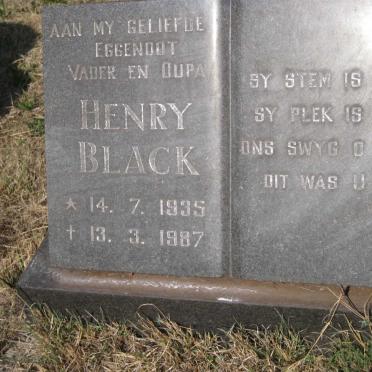 AAN MY GELIEFDE
EGGENOOT
VADER EN OUPA
HENRY
BLACK
* 14. 7. 1935
† 13. 3. 1987
SY STEM IS
SY PLEK IS
ONS SWYG
DIT WAS